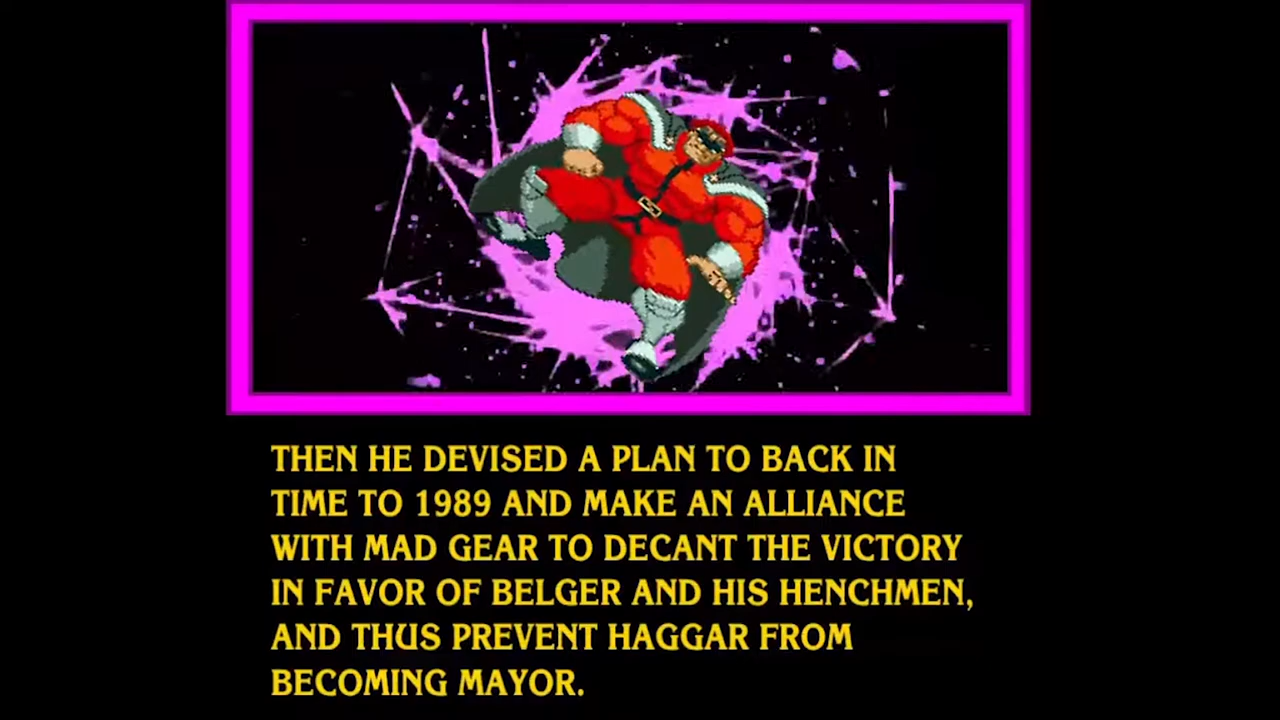 THEN HE DEVISED A PLAN TO BACK IN
TIME TO 1989 AND MAKE AN ALLIANCE
WITH MAD GEAR TO DECANT THE VICTORY
IN FAVOR OF BELGER AND HIS HENCHMEN,
AND THUS PREVENT HAGGAR FROM
BECOMING MAYOR.